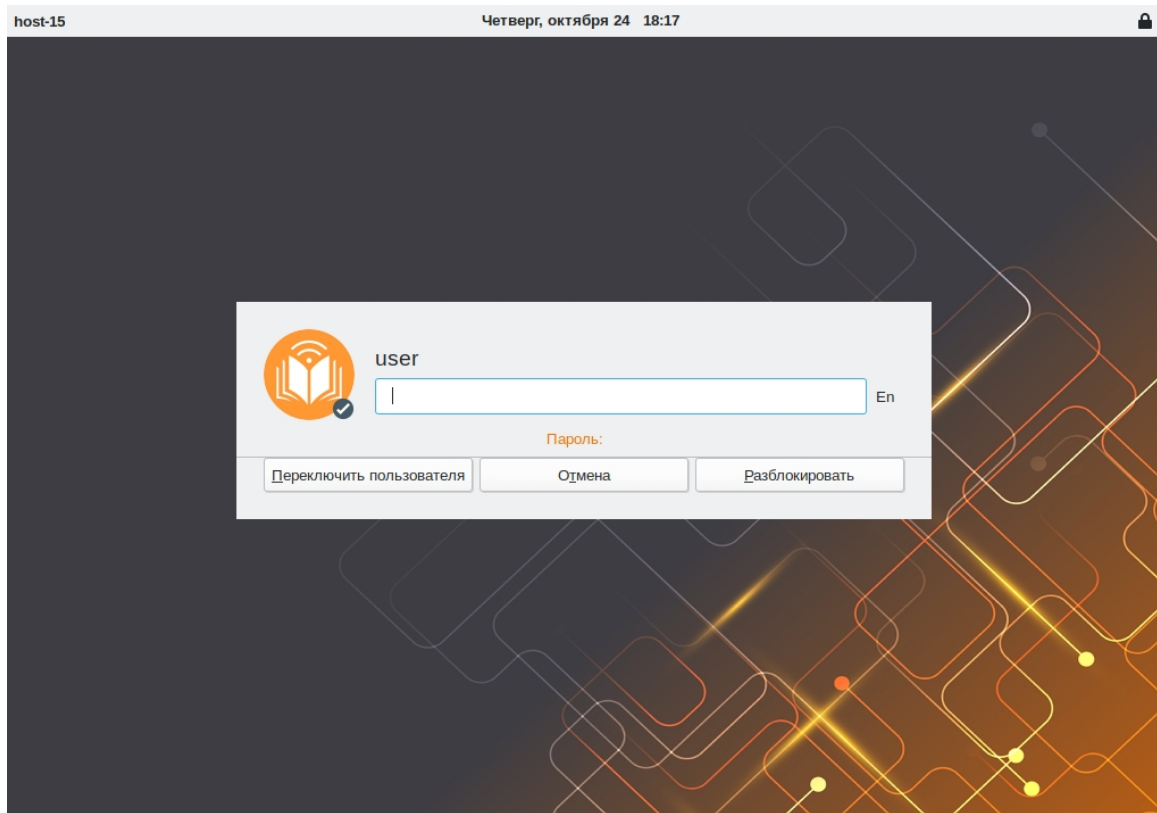 host-15 Четверг, октября 24 18:17
user
En
Пароль:
Переключить пользователя Отмена Разблокировать